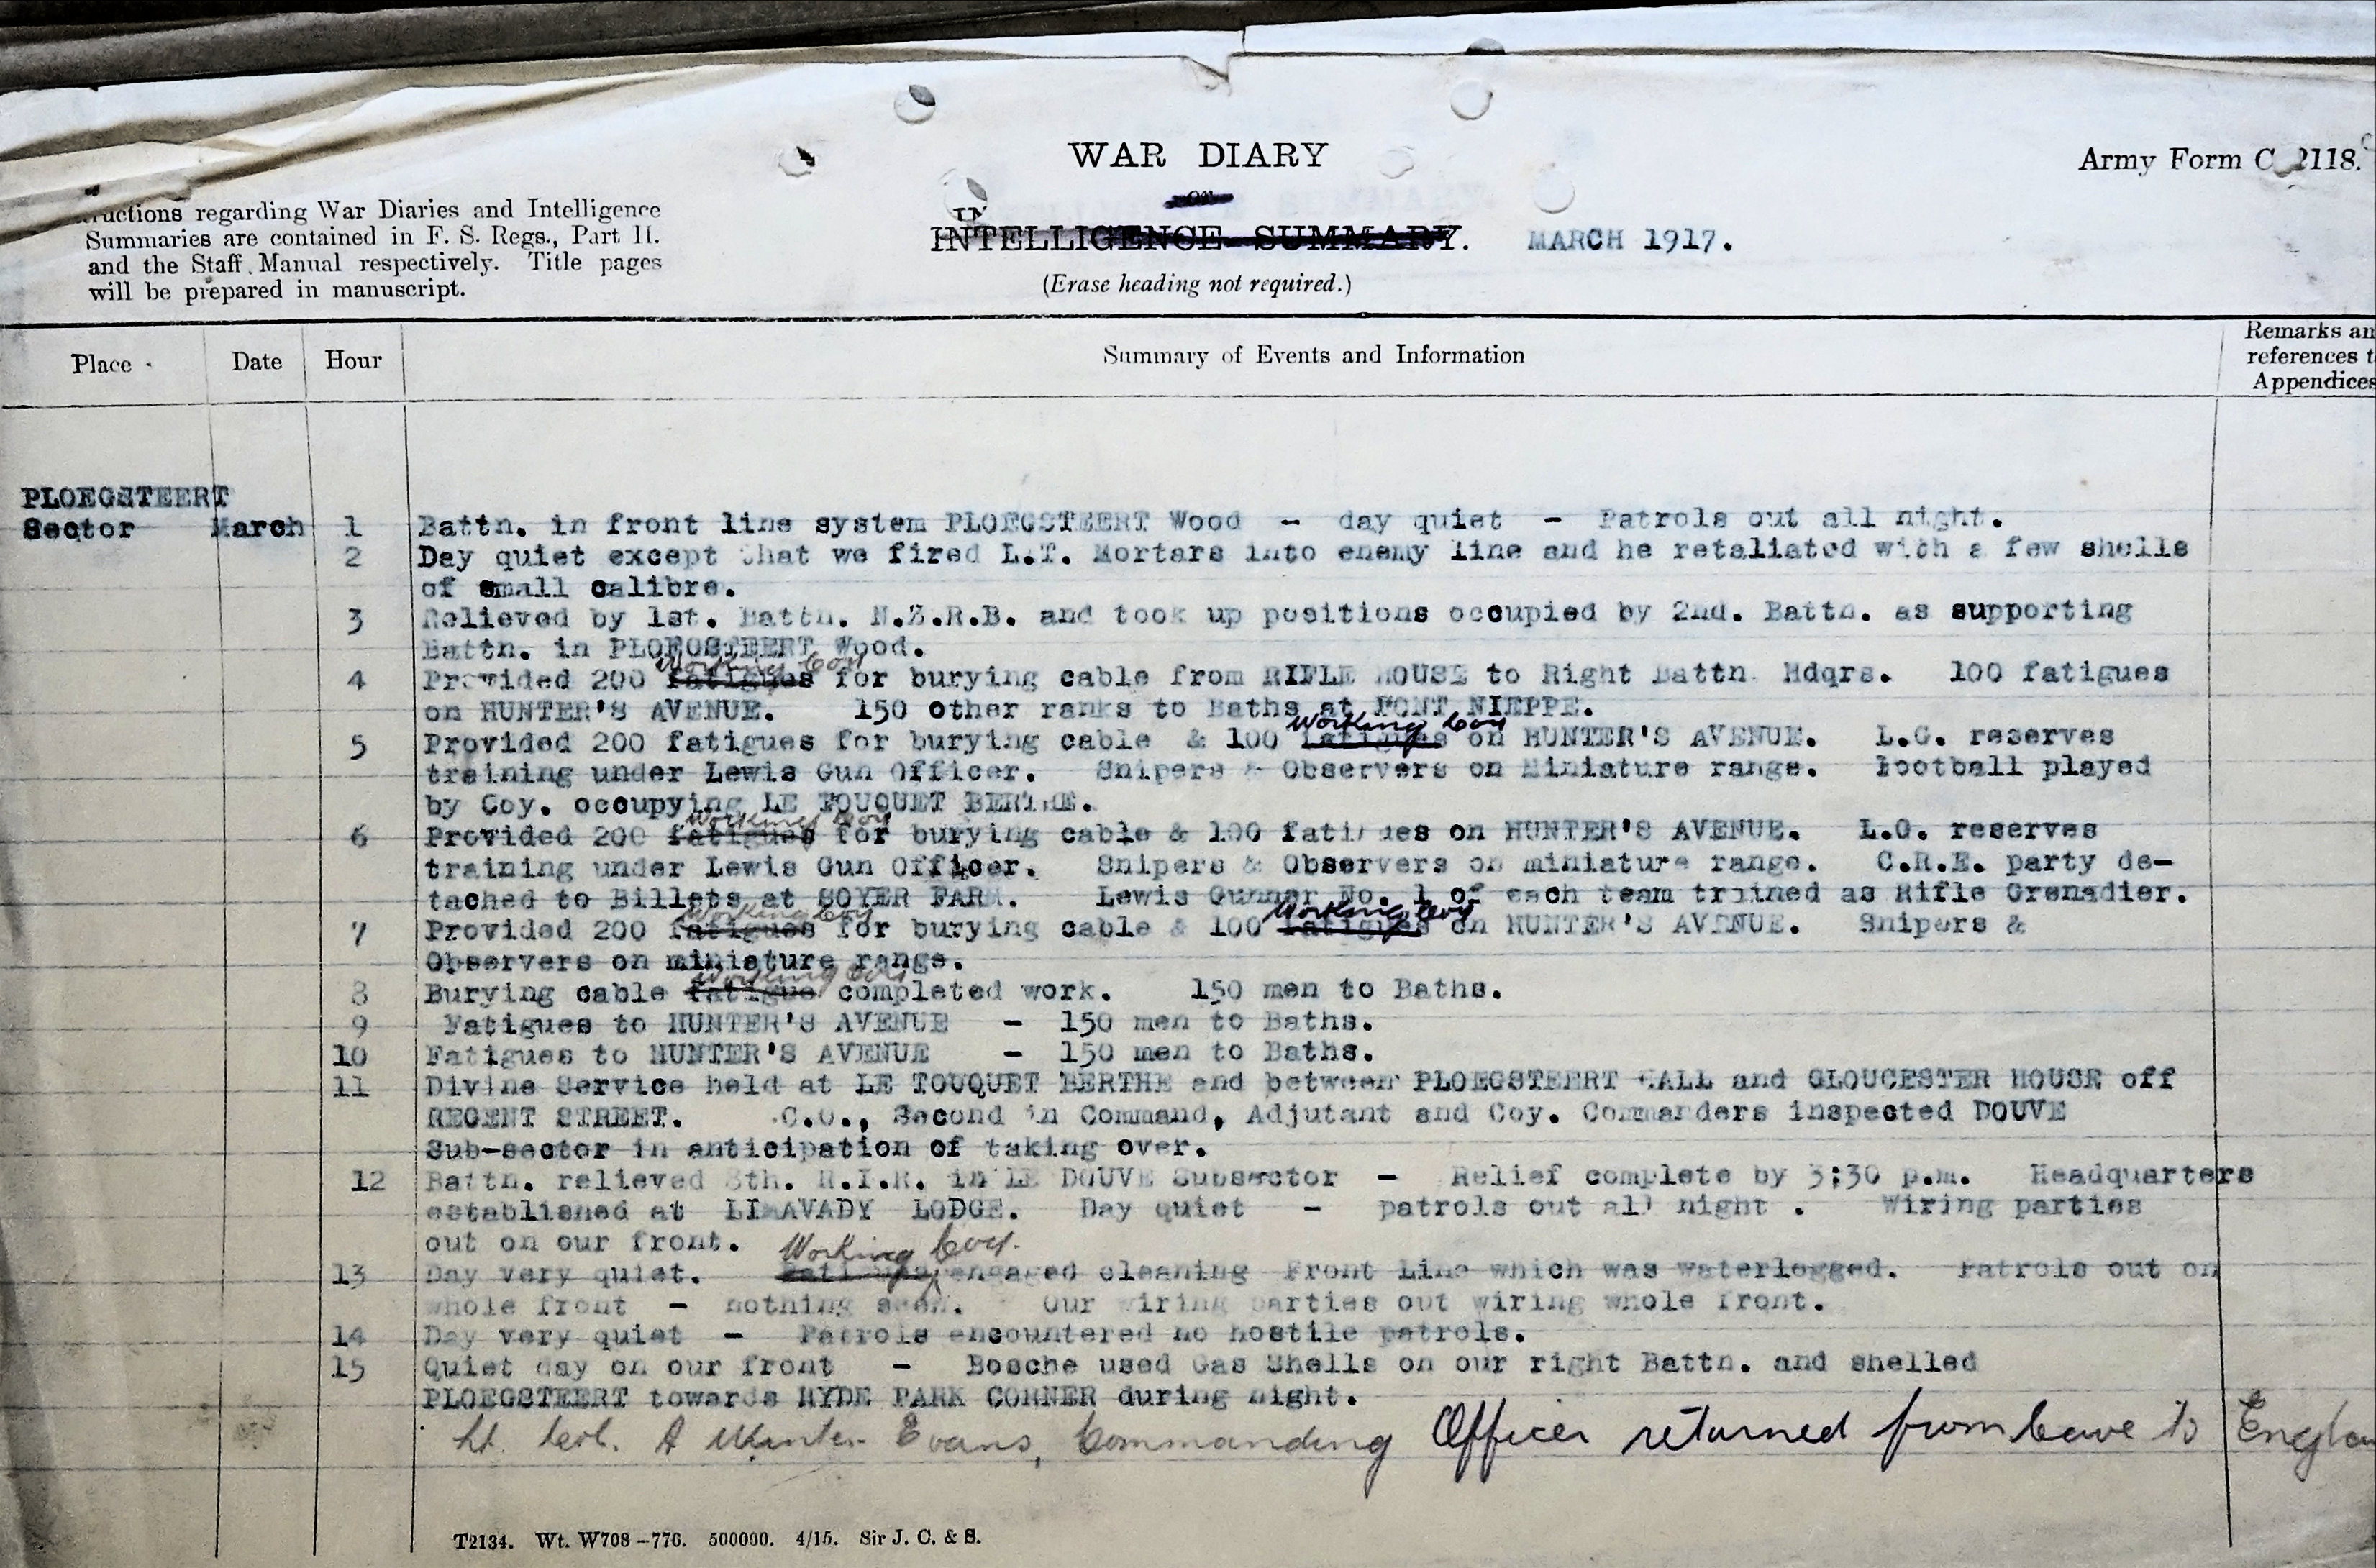 WAR DIARY
Army Form C. 2118.
or
INTELLIGENCE SUMMARY. MARCH 1917.
(Erase heading not required.)
uctions regarding War Diaries and Intelligence
Summaries are contained in F. S. Regs., Part II.
and the Staff Manual respectively. Title pages
will be prepared in manuscript.
Place Date Hour Summary of Events and Information Remarks an
references t
Appendices
PLOEGSTEERT
Sector March 1 Battn. in front line system PLOEGSTEERT Wood - day quiet - Patrols out all night.
2 Day quiet except that we fired L.T. Mortars into enemy line and he retaliated with a few shells
of small calibre.
3 Relieved by 1st. Battn. N.Z.R.B. and took up positions occupied by 2nd. Battn. as supporting
Battn. in PLOEGSTEERT Wood.
Working Coy
4 Provided 200 fatigues for burying cable from RIFLE HOUSE to Right Battn. Hdqrs. 100 fatigues
on HUNTER'S AVENUE. 150 other ranks to Baths at PONT NIEPPE.
Working Coy
5 Provided 200 fatigues for burying cable & 100 fatigues on HUNTER'S AVENUE. L.G. reserves
training under Lewis Gun Officer. Snipers & Observers on Miniature range. Football played
by Coy. occupying LE TOUQUET BERTHE.
Working Coy
6 Provided 200 fatigues for burying cable & 100 fatigues on HUNTER'S AVENUE. L.G. reserves
training under Lewis Gun Officer. Snipers & Observers on miniature range. C.R.E. party de-
tached to Billets at SOYER FARM. Lewis Gunner No. 1 of each team trained as Rifle Grenadier.
Working Coy Working Coy
7 Provided 200 fatigues for burying cable & 100 fatigues on HUNTER'S AVENUE. Snipers &
Observers on miniature range.
Working Coy
8 Burying cable fatigue completed work. 150 men to Baths.
9 Fatigues to HUNTER'S AVENUE - 150 men to Baths.
10 Fatigues to HUNTER'S AVENUE - 150 men to Baths.
11 Divine Service held at LE TOUQUET BERTHE and between PLOEGSTEERT HALL and GLOUCESTER HOUSE off
REGENT STREET. C.O., Second in Command, Adjutant and Coy. Commanders inspected DOUVE
Sub-sector in anticipation of taking over.
12 Battn. relieved 8th. R.I.R. in LE DOUVE Subsector - Relief complete by 3:30 p.m. Headquarters
established at LIMAVADY LODGE. Day quiet - patrols out all night . Wiring parties
out on our front.
Working Coy.
13 Day very quiet. Fatigues engaged cleaning Front Line which was waterlogged. Patrols out on
whole front - nothing seen. Our wiring parties out wiring whole front.
14 Day very quiet - Patrols encountered no hostile patrols.
15 Quiet day on our front - Bosche used Gas Shells on our right Battn. and shelled
PLOEGSTEERT towards HYDE PARK CORNER during night.
Lt. Col. A Winter Evans, Commanding Officer returned from leave to Englan
T2134. Wt. W708-776. 500000. 4/15. Sir J. C. & S.